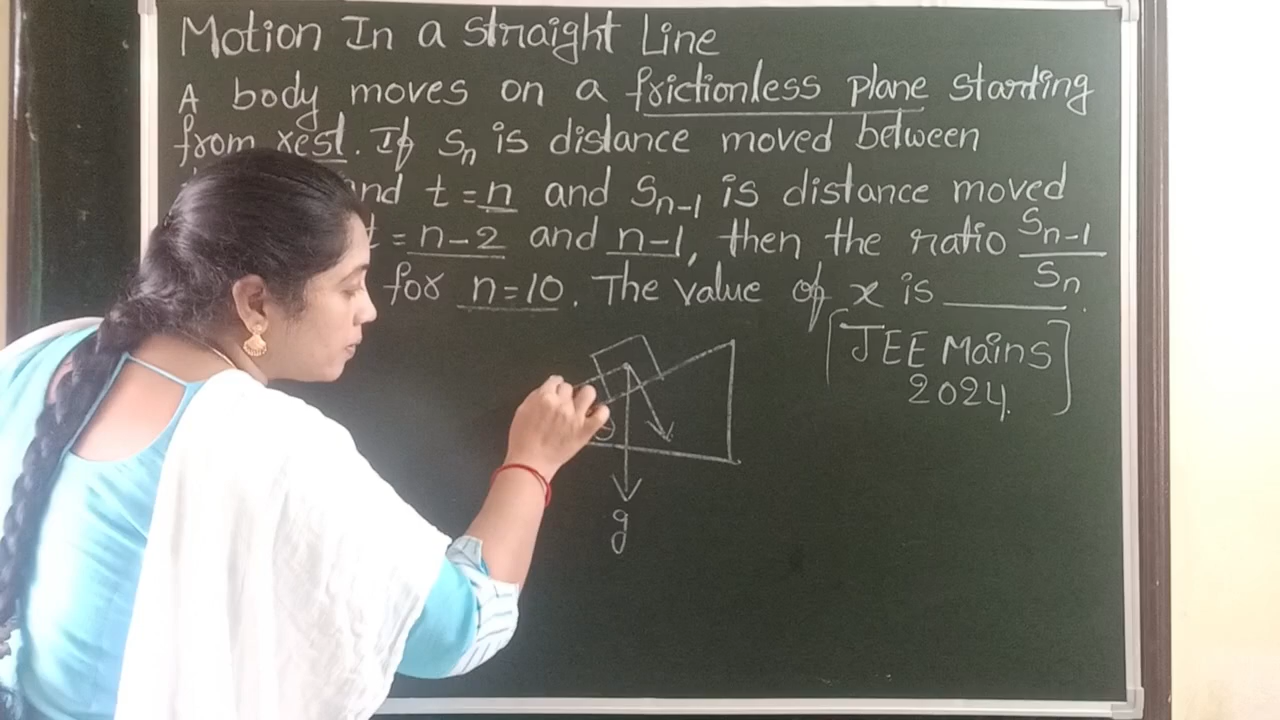 Motion In a Straight Line
A body moves on a frictionless plane starting
from rest. If Sn is distance moved between
and t = n and Sn-1 is distance moved
t = n-2 and n-1, then the ratio Sn-1/Sn
for n=10. The value of x is ______.
[JEE Mains
2024]
θ
g